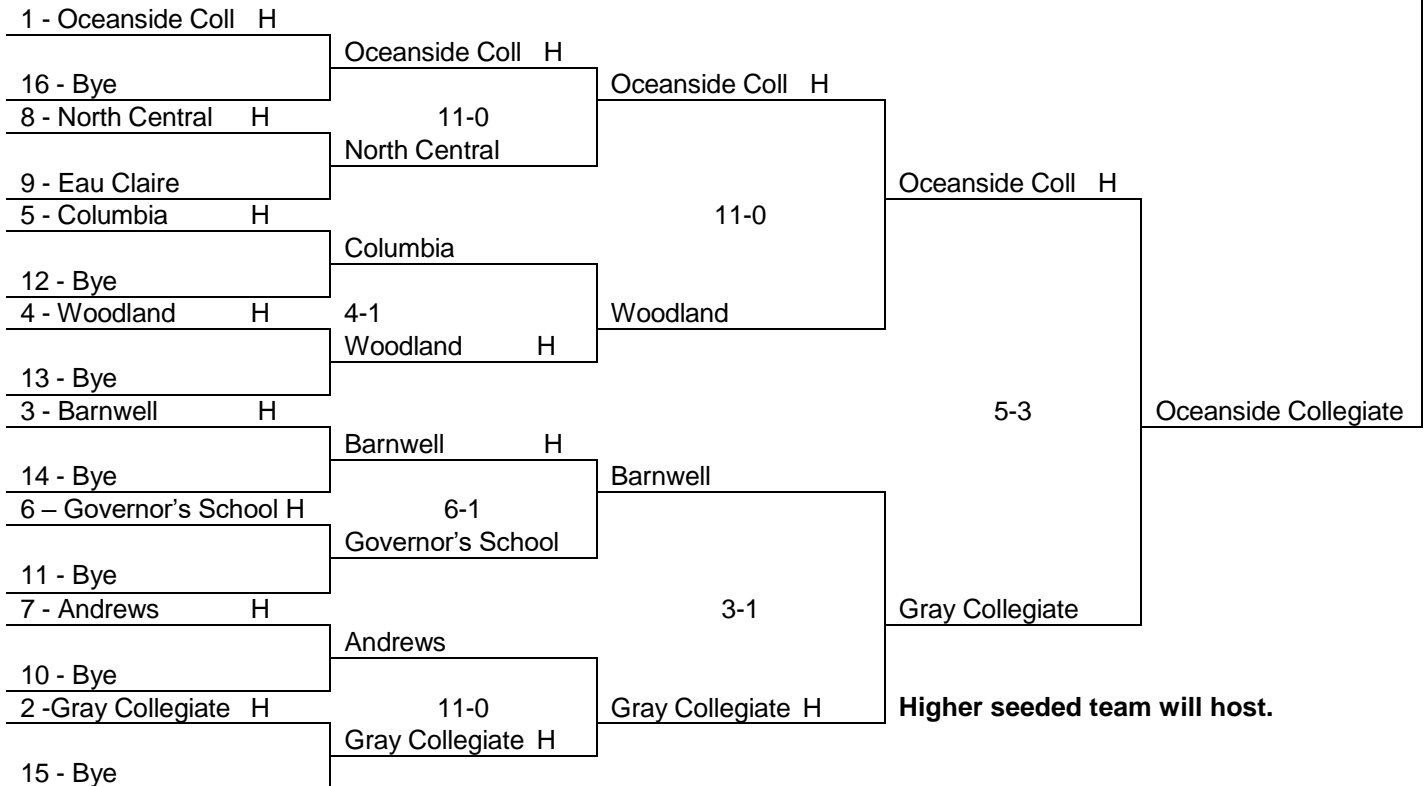 1 - Oceanside Coll H
Oceanside Coll H
16 - Bye
Oceanside Coll H
8 - North Central H
11-0
North Central
9 - Eau Claire
Oceanside Coll H
5 - Columbia H
11-0
Columbia
12 - Bye
4 - Woodland H
4-1
Woodland
Woodland H
13 - Bye
3 - Barnwell H
5-3
Oceanside Collegiate
Barnwell H
14 - Bye
Barnwell
6 – Governor's School H
6-1
Governor's School
11 - Bye
7 - Andrews H
3-1
Gray Collegiate
Andrews
10 - Bye
2 -Gray Collegiate H
11-0
Gray Collegiate H
Higher seeded team will host.
Gray Collegiate H
15 - Bye